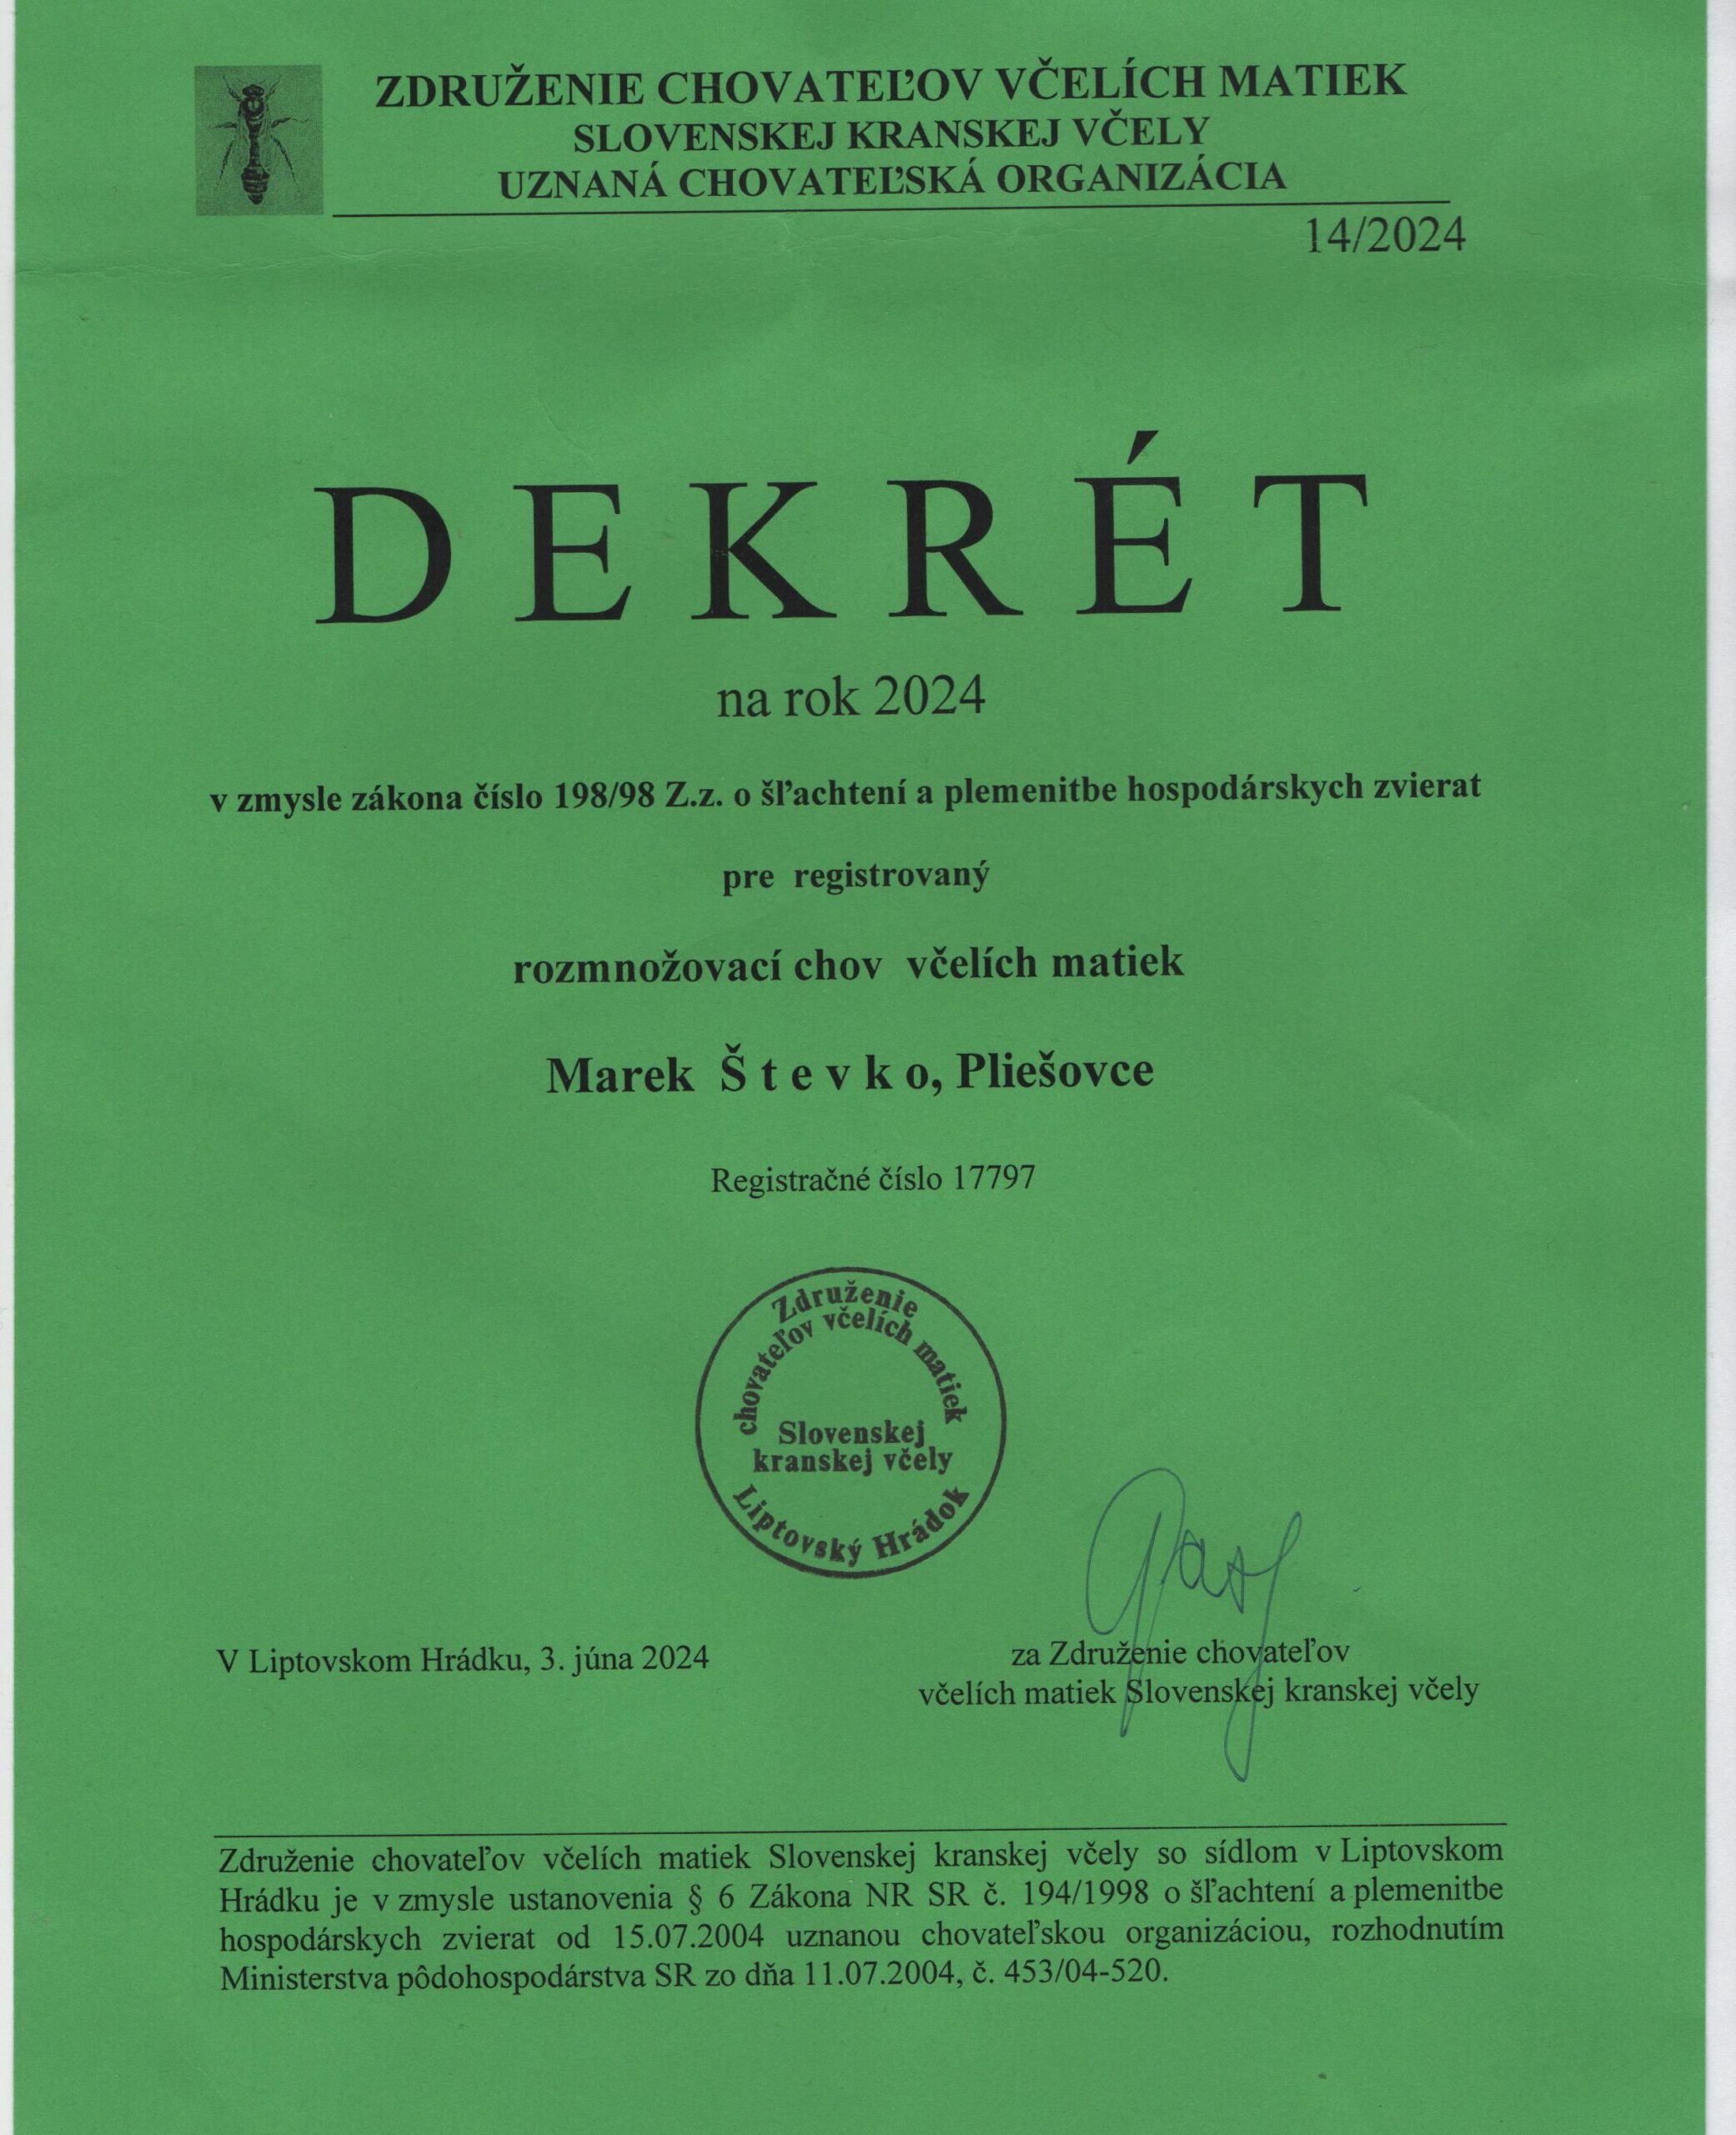 ZDRUŽENIE CHOVATEĽOV VČELÍCH MATIEK
SLOVENSKEJ KRANSKEJ VČELY
UZNANÁ CHOVATEĽSKÁ ORGANIZÁCIA
14/2024
DEKRÉT
na rok 2024
v zmysle zákona číslo 198/98 Z.z. o šľachtení a plemenitbe hospodárskych zvierat
pre registrovaný
rozmnožovací chov včelích matiek
Marek Števko, Pliešovce
Registračné číslo 17797
Združenie
chovateľov včelích matiek
Slovenskej
kranskej včely
Liptovský Hrádok
V Liptovskom Hrádku, 3. júna 2024
za Združenie chovateľov
včelích matiek Slovenskej kranskej včely
Združenie chovateľov včelích matiek Slovenskej kranskej včely so sídlom v Liptovskom
Hrádku je v zmysle ustanovenia § 6 Zákona NR SR č. 194/1998 o šľachtení a plemenitbe
hospodárskych zvierat od 15.07.2004 uznanou chovateľskou organizáciou, rozhodnutím
Ministerstva pôdohospodárstva SR zo dňa 11.07.2004, č. 453/04-520.